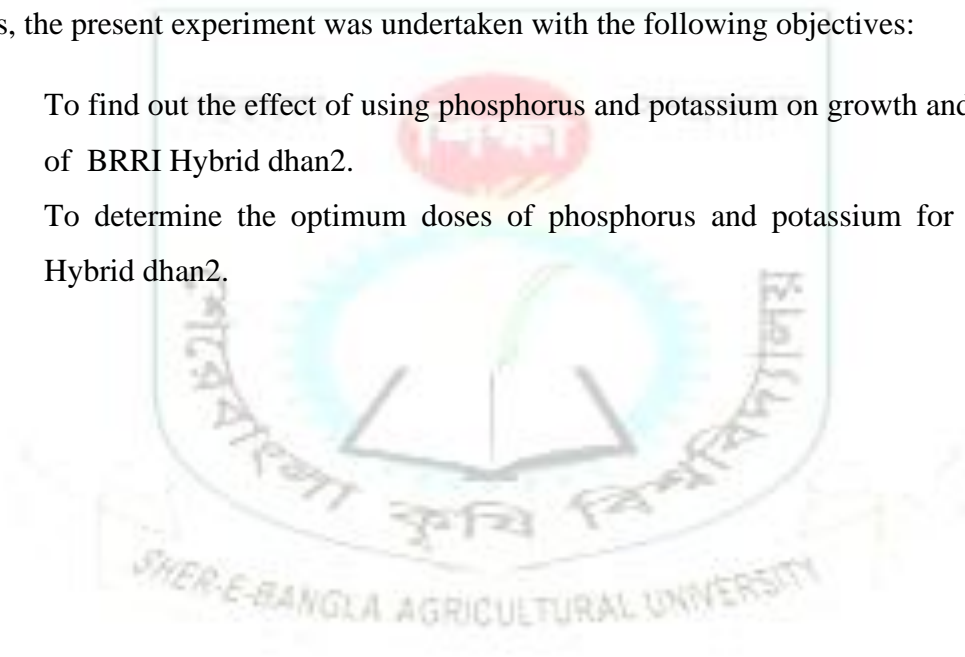 s, the present experiment was undertaken with the following objectives:
To find out the effect of using phosphorus and potassium on growth and
of BRRI Hybrid dhan2.
To determine the optimum doses of phosphorus and potassium for
Hybrid dhan2.
শেরেবাংলা কৃষি বিশ্ববিদ্যালয়
SHER-E-BANGLA AGRICULTURAL UNIVERSITY